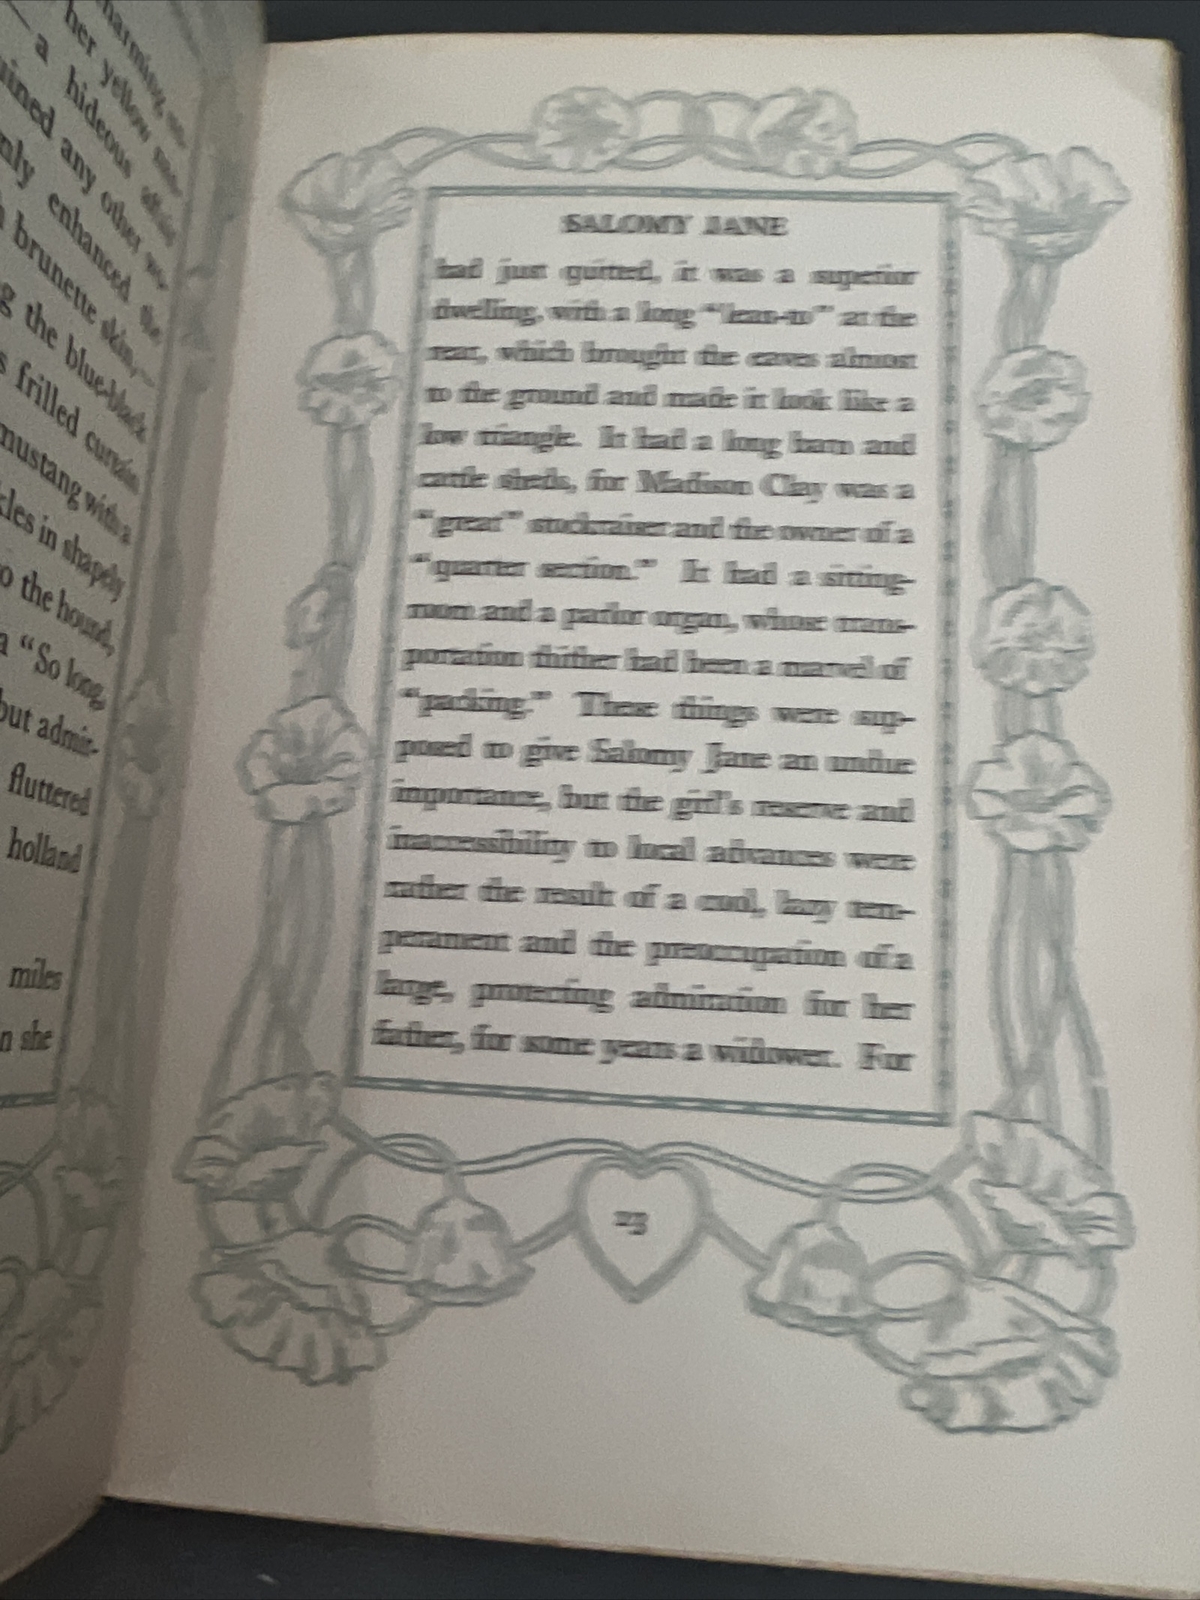 harming,
her yellow
— a hideous
uined any other
nly enhanced the
h brunette skin,—
g the blue-black
s frilled curtain
mustang with a
kles in shapely
o the hound,
a “So long,
but admir-
fluttered
holland
miles
n she
SALOMY JANE
had just quitted, it was a superior
dwelling, with a long “lean-to” at the
rear, which brought the eaves almost
to the ground and made it look like a
low triangle. It had a long barn and
cattle sheds, for Madison Clay was a
“great” stockraiser and the owner of a
“quarter section.” It had a sitting-
room and a parlor organ, whose trans-
portation thither had been a marvel of
“packing.” These things were sup-
posed to give Salomy Jane an undue
importance, but the girl’s reserve and
inaccessibility to local advances were
rather the result of a cool, lazy tem-
perament and the preoccupation of a
large, protecting admiration for her
father, for some years a widower. For
23